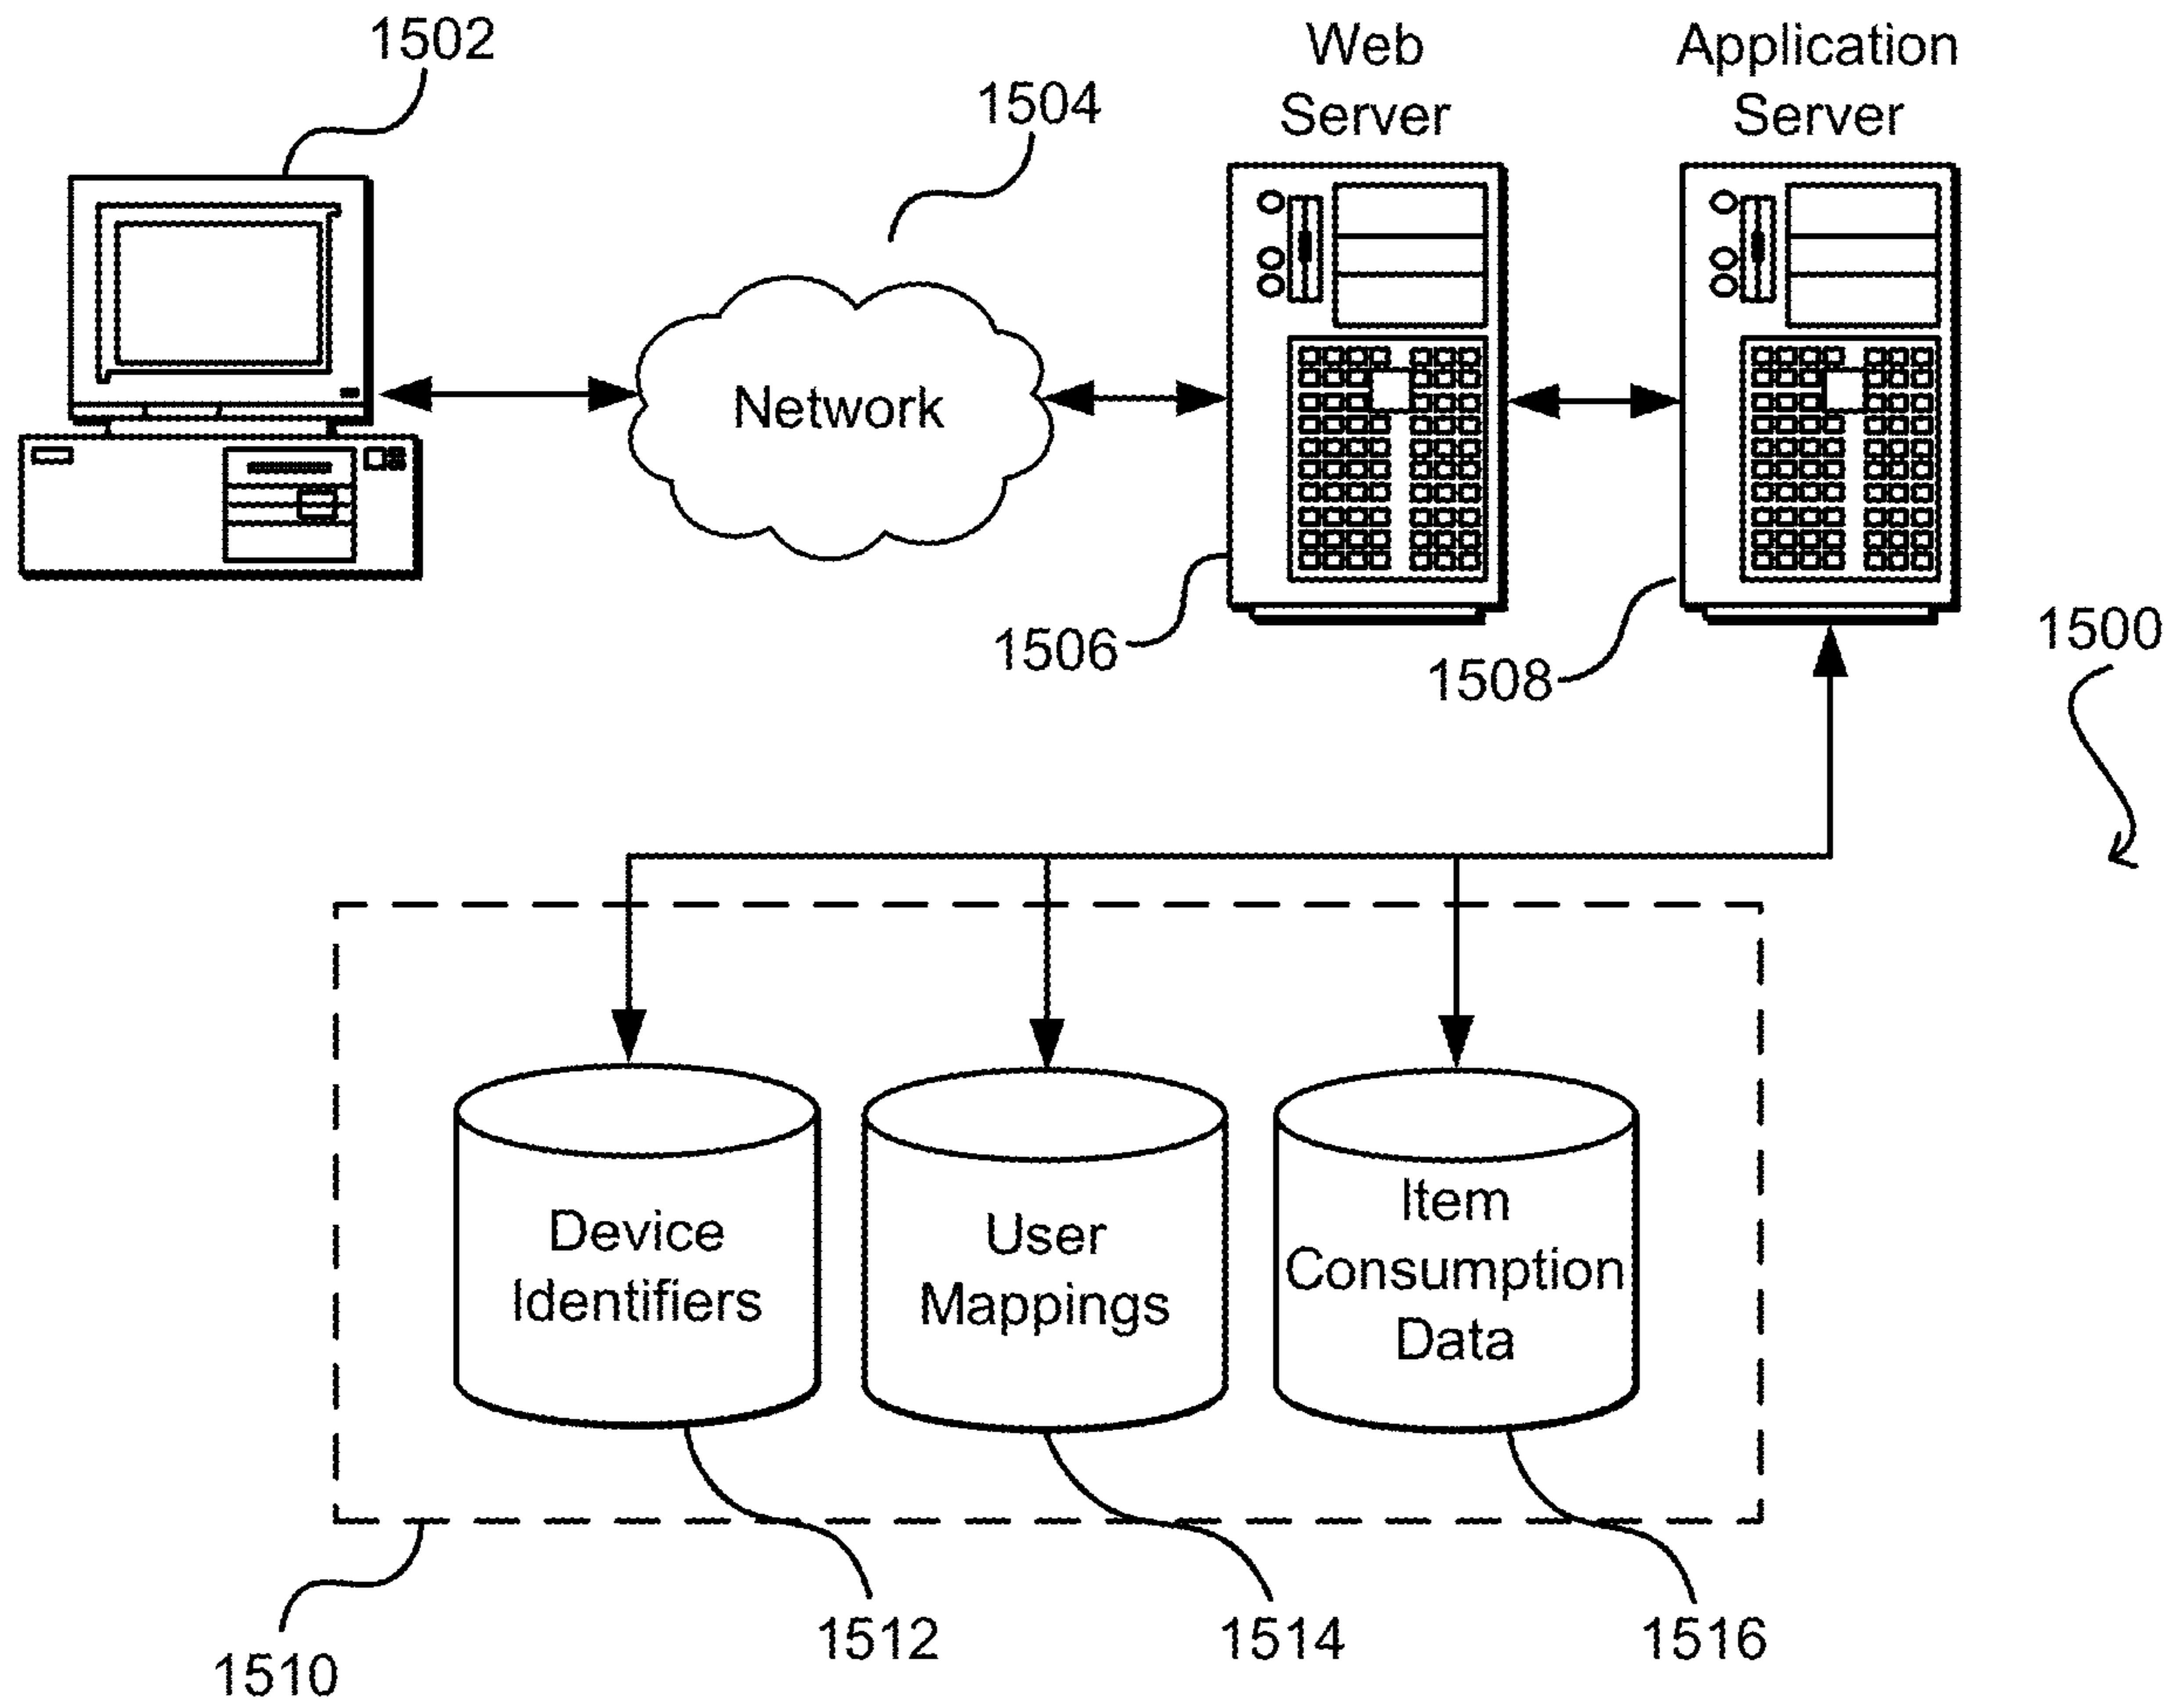 1502
1504
Web
Server
Application
Server
Network
1506
1508
1500
Device
Identifiers
User
Mappings
Item
Consumption
Data
1510
1512
1514
1516